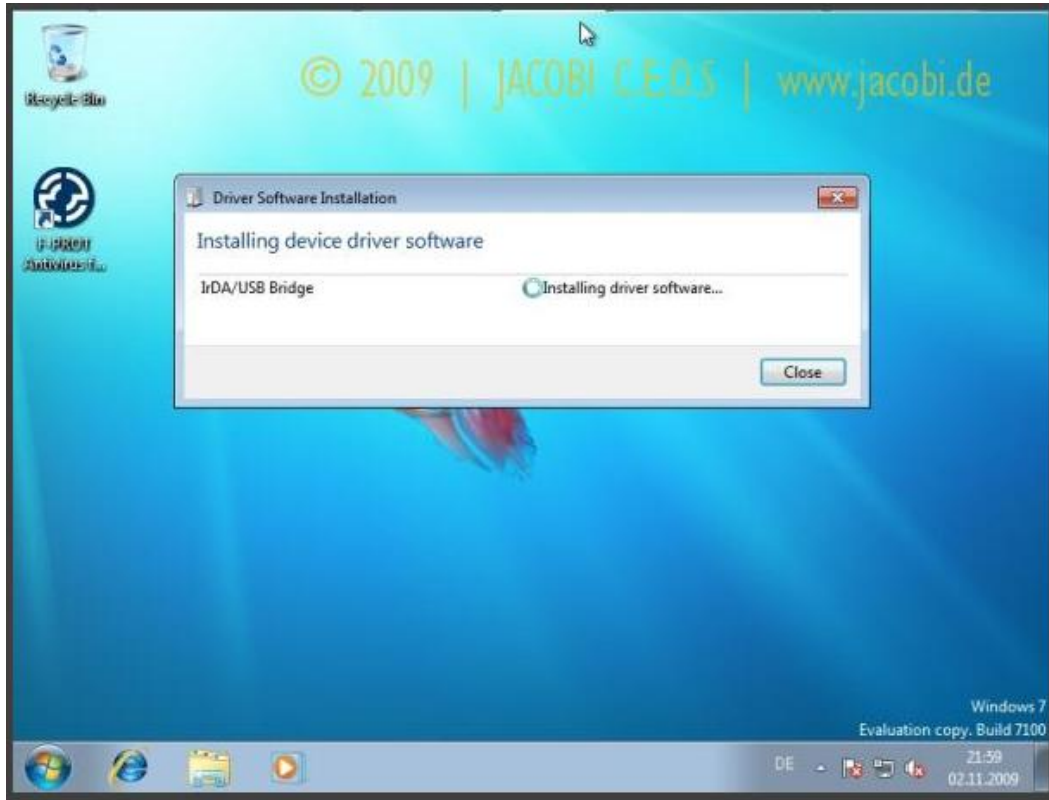 © 2009 | JACOBI C.E.O.S | www.jacobi.de
Recycle Bin
F-PROT
Antivirus f...
Driver Software Installation
Installing device driver software
IrDA/USB Bridge
Installing driver software...
Close
Windows 7
Evaluation copy. Build 7100
DE
21:59
02.11.2009